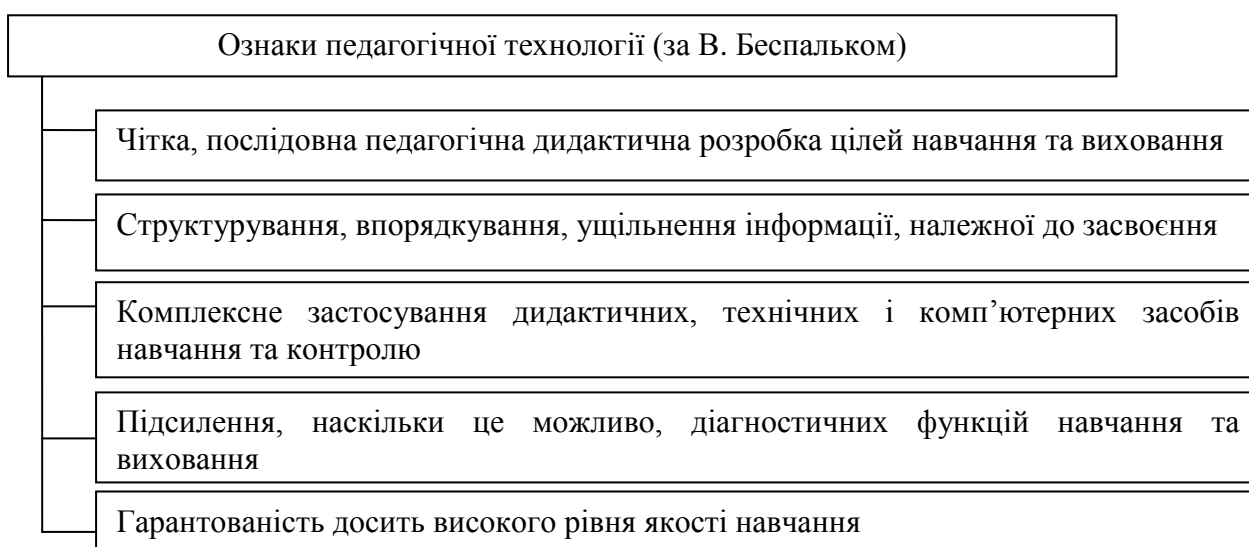 Ознаки педагогічної технології (за В. Беспальком)
Чітка, послідовна педагогічна дидактична розробка цілей навчання та виховання
Структурування, впорядкування, ущільнення інформації, належної до засвоєння
Комплексне застосування дидактичних, технічних і комп’ютерних засобів
навчання та контролю
Підсилення, наскільки це можливо, діагностичних функцій навчання та
виховання
Гарантованість досить високого рівня якості навчання